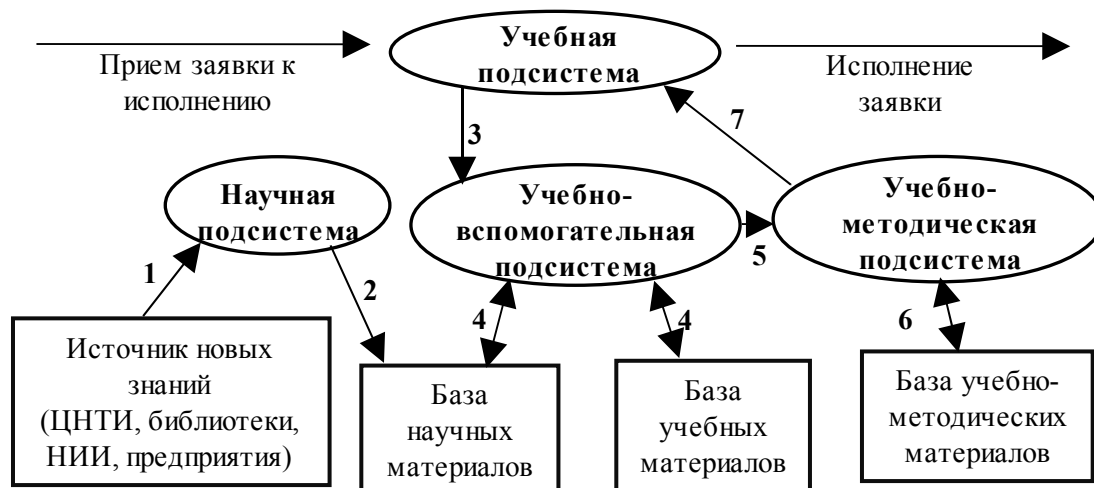 Прием заявки к
исполнению
Учебная
подсистема
Исполнение
заявки
3
7
Научная
подсистема
Учебно-
вспомогательная
подсистема
5
Учебно-
методическая
подсистема
1
2
4
4
6
Источник новых
знаний
(ЦНТИ, библиотеки,
НИИ, предприятия)
База
научных
материалов
База
учебных
материалов
База учебно-
методических
материалов